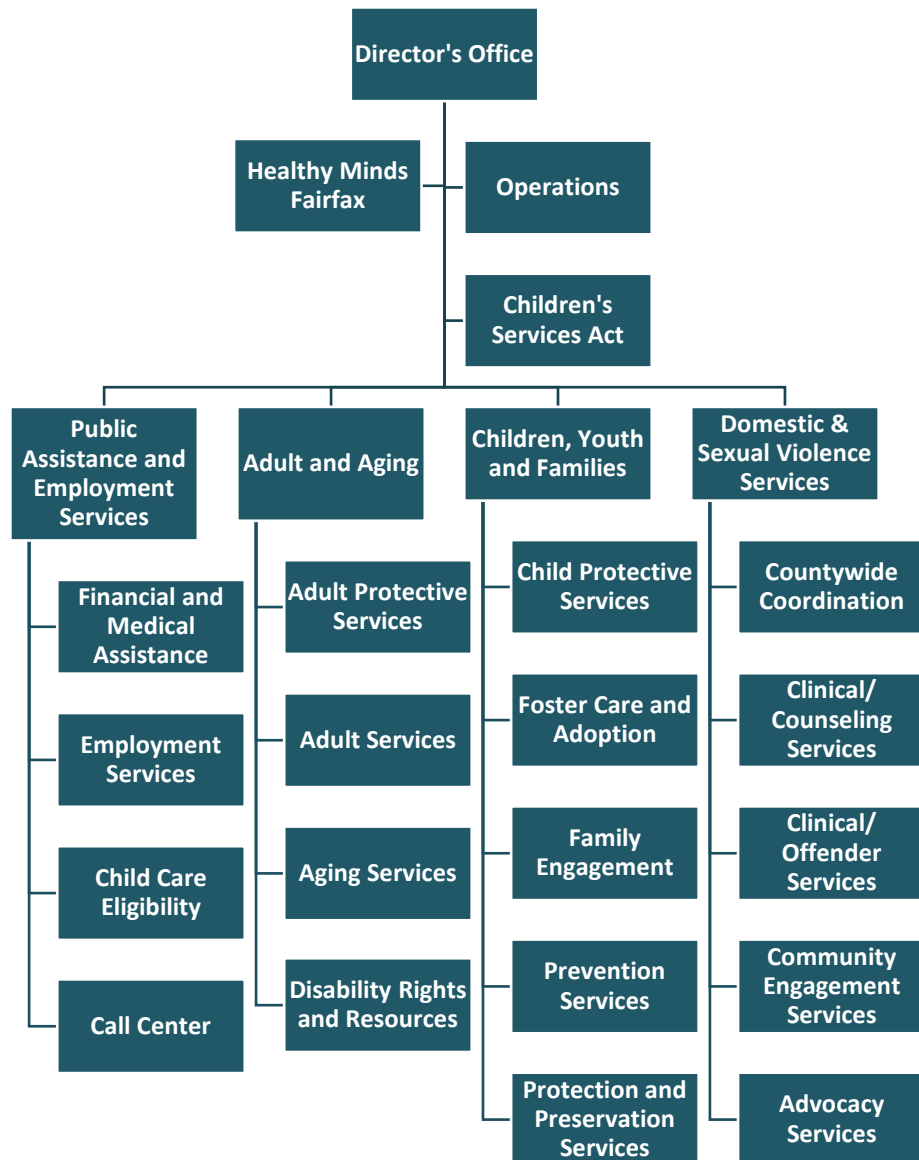 Director's Office
Healthy Minds
Fairfax
Operations
Children's
Services Act
Public
Assistance and
Employment
Services
Adult and Aging
Children, Youth
and Families
Domestic &
Sexual Violence
Services
Financial and
Medical
Assistance
Employment
Services
Child Care
Eligibility
Call Center
Adult Protective
Services
Adult Services
Aging Services
Disability Rights
and Resources
Child Protective
Services
Foster Care and
Adoption
Family
Engagement
Prevention
Services
Protection and
Preservation
Services
Countywide
Coordination
Clinical/
Counseling
Services
Clinical/
Offender
Services
Community
Engagement
Services
Advocacy
Services